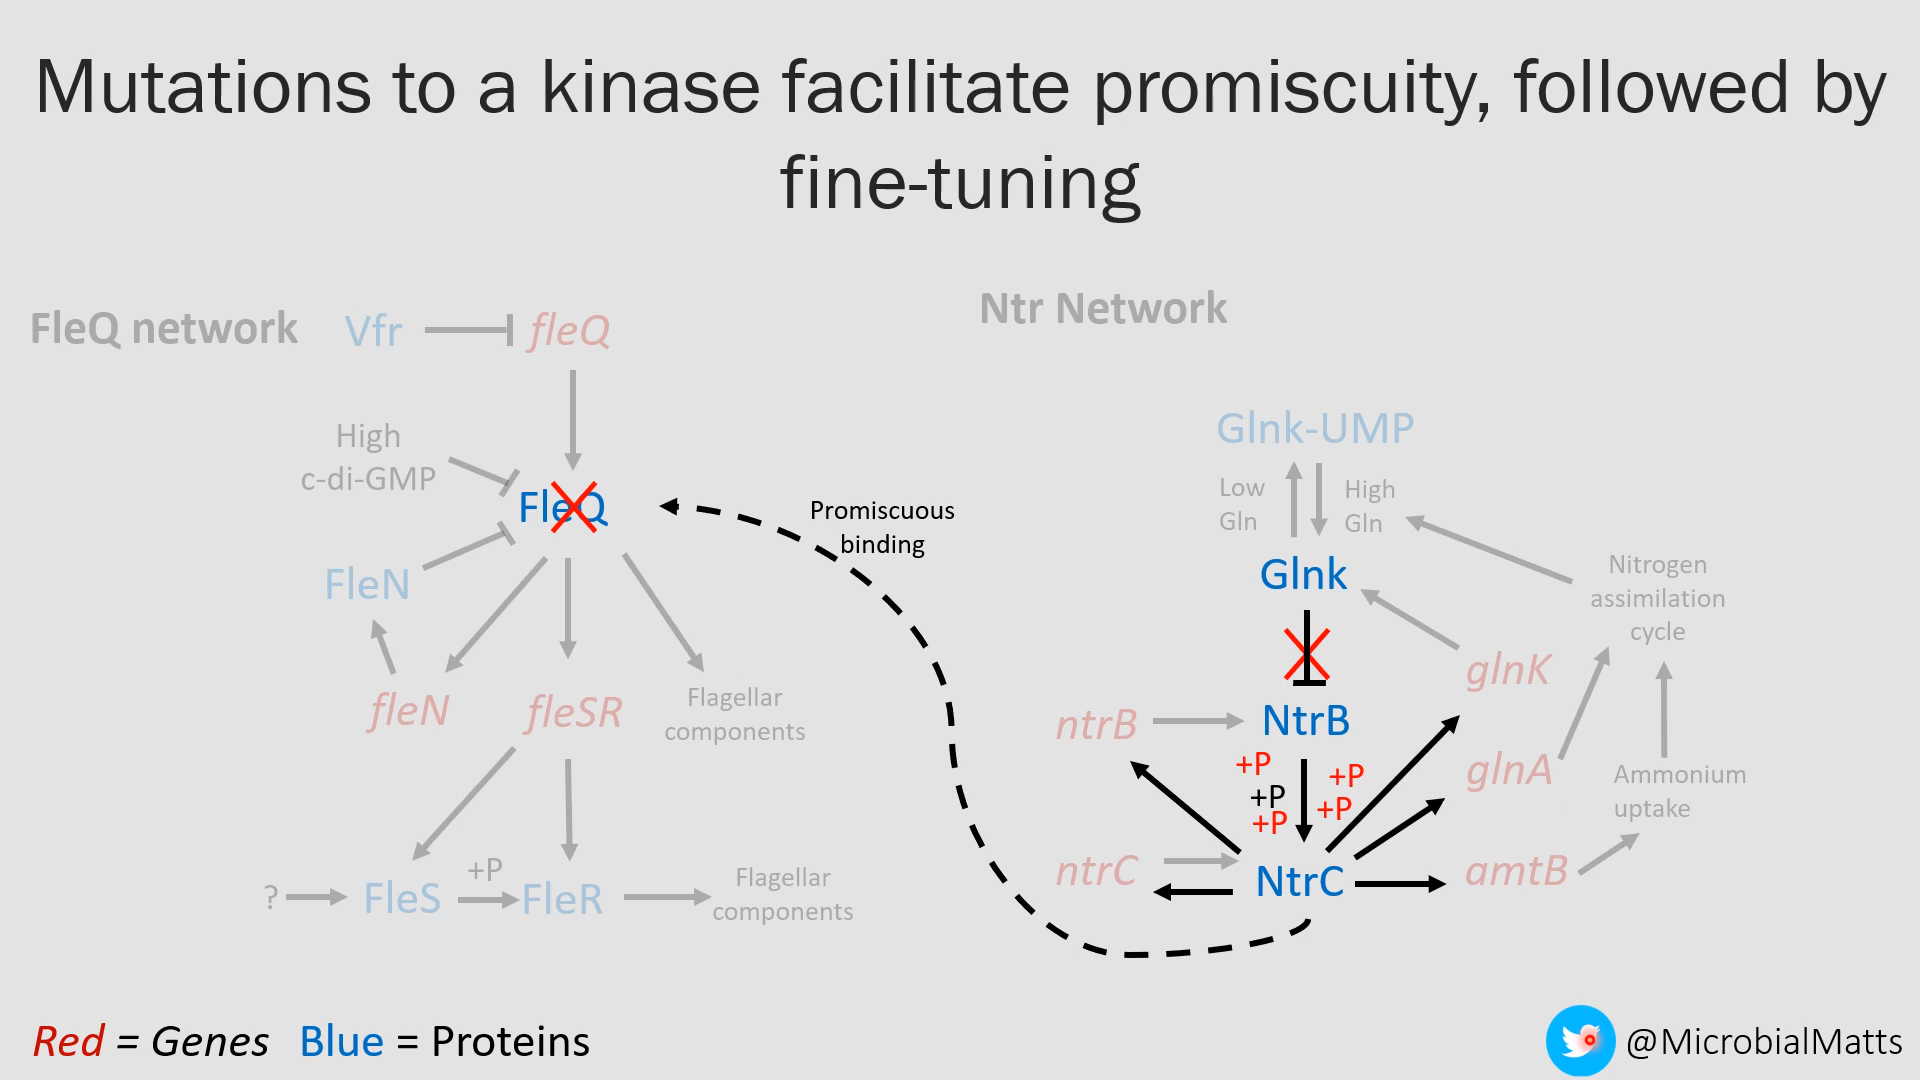 Mutations to a kinase facilitate promiscuity, followed by
fine-tuning
FleQ network
Vfr
fleQ
High
c-di-GMP
FleQ
FleN
fleN
fleSR
Flagellar
components
?
FleS
+P
FleR
Flagellar
components
Promiscuous
binding
Ntr Network
Glnk-UMP
Low
Gln
High
Gln
Glnk
Nitrogen
assimilation
cycle
glnK
ntrB
NtrB
+P
+P
+P
+P
+P
glnA
Ammonium
uptake
ntrC
NtrC
amtB
Red = Genes Blue = Proteins
@MicrobialMatts